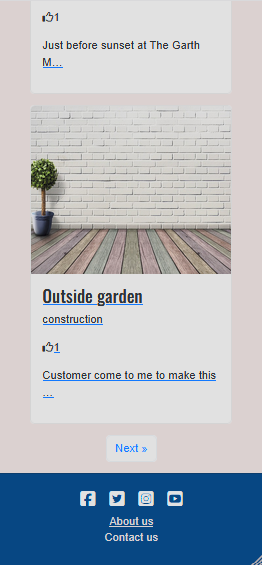 1
Just before sunset at The Garth
M…
Outside garden
construction
1
Customer come to me to make this
…
Next »
About us
Contact us